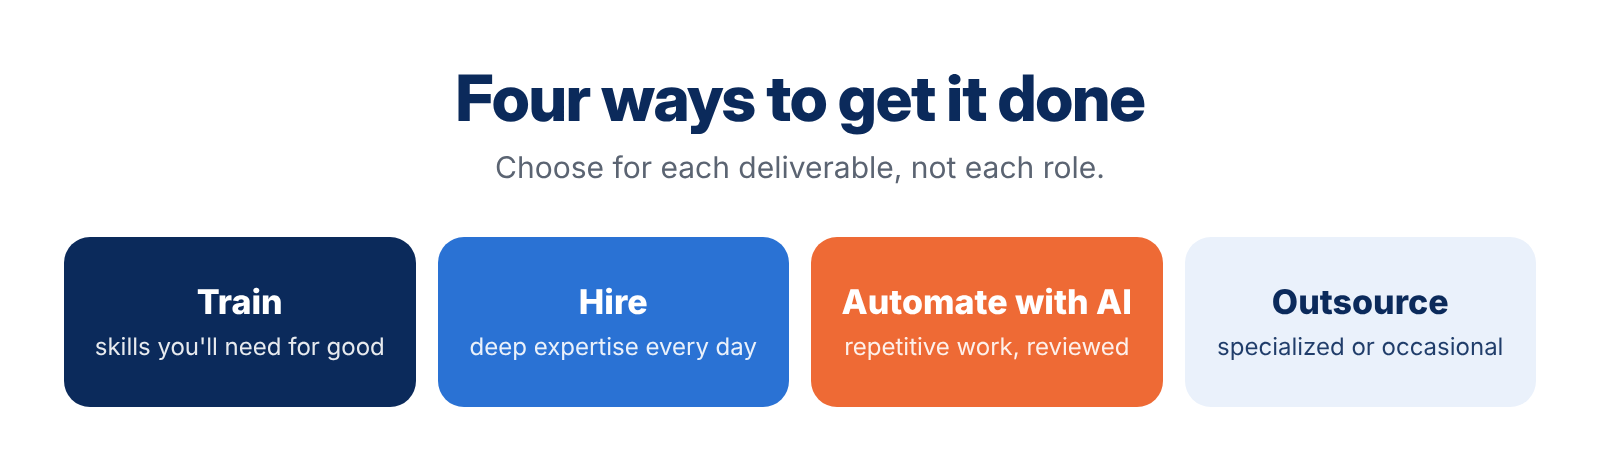 Four ways to get it done
Choose for each deliverable, not each role.
Train
skills you'll need for good
Hire
deep expertise every day
Automate with AI
repetitive work, reviewed
Outsource
specialized or occasional